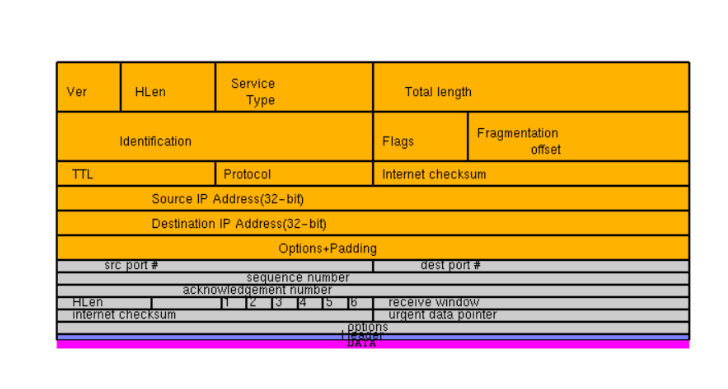 Ver HLen Service Type Total length
Identification Flags Fragmentation offset
TTL Protocol Internet checksum
Source IP Address(32-bit)
Destination IP Address(32-bit)
Options+Padding
src port # dest port #
sequence number
acknowledgement number
HLen 1 2 3 4 5 6 receive window
internet checksum urgent data pointer
options
Header
DATA